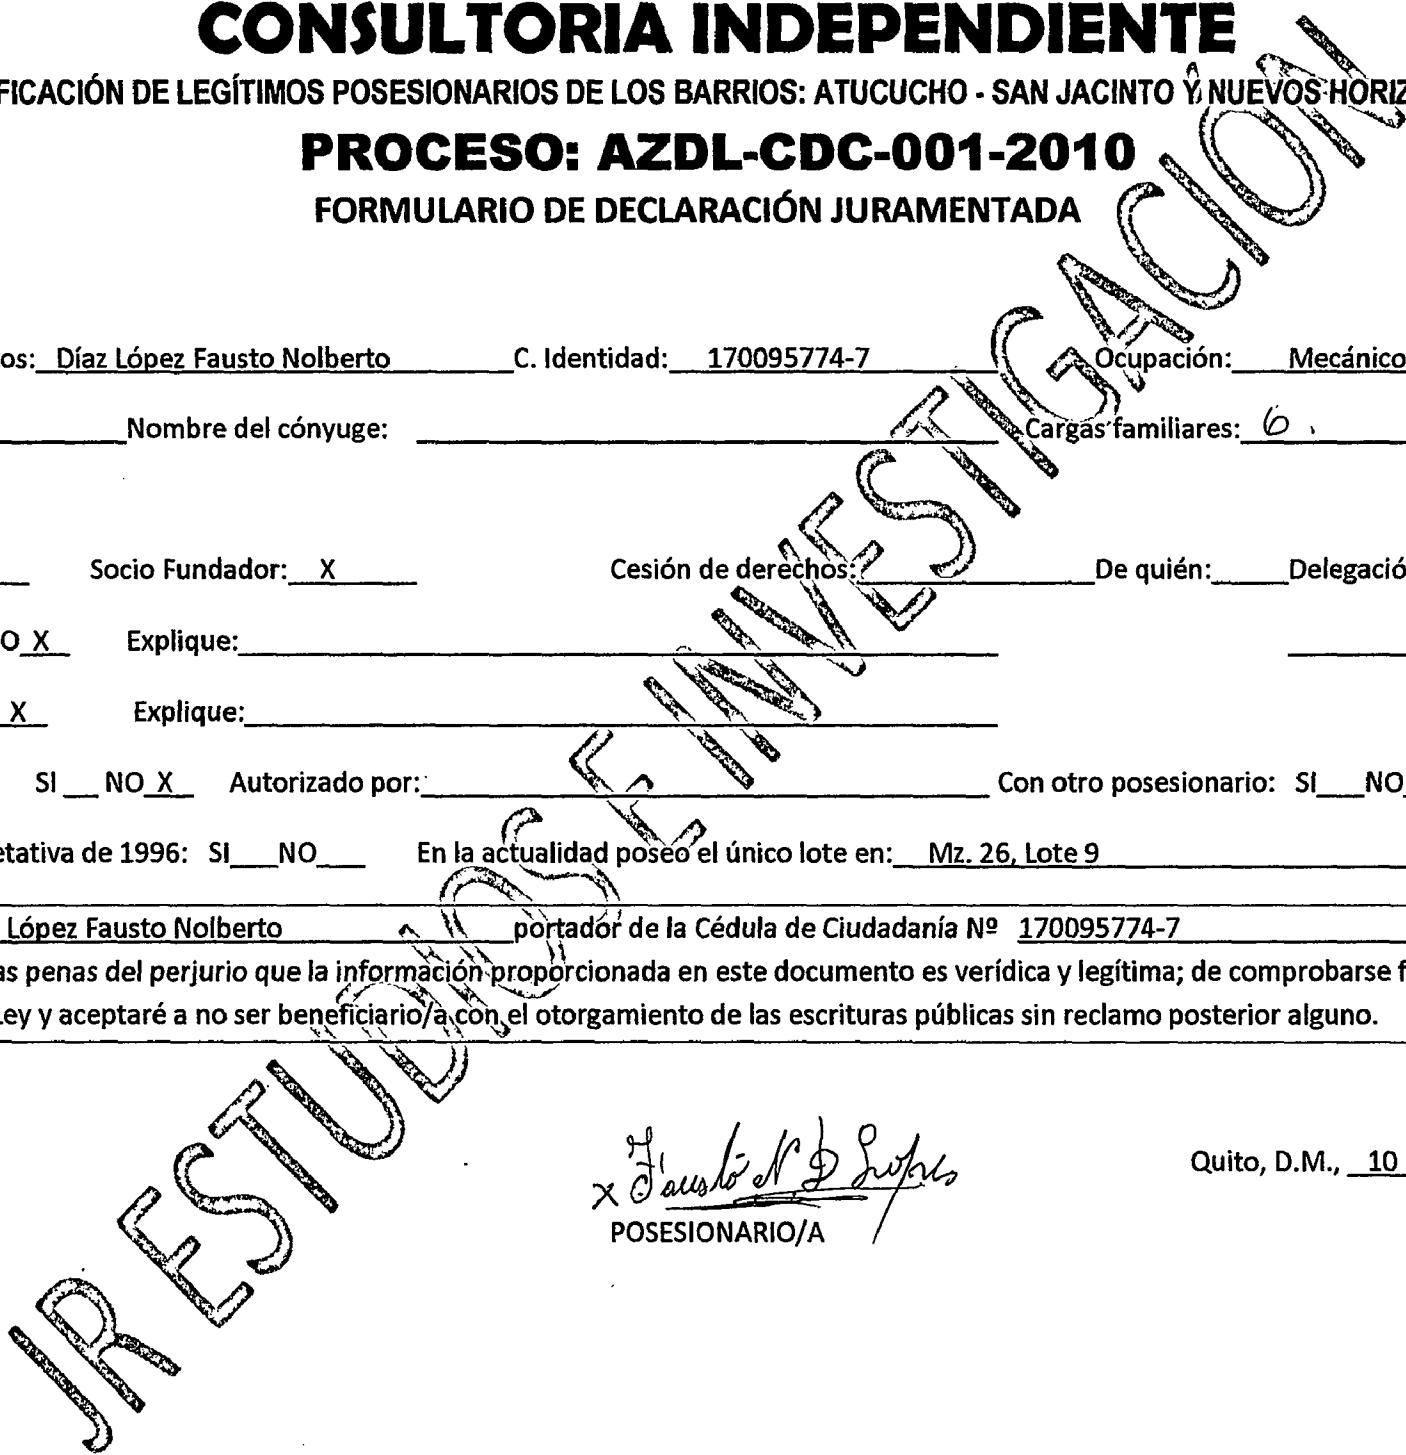 CONSULTORIA INDEPENDIENTE
FICACIÓN DE LEGÍTIMOS POSESIONARIOS DE LOS BARRIOS: ATUCUCHO - SAN JACINTO Y NUEVOS HORIZ
PROCESO: AZDL-CDC-001-2010
FORMULARIO DE DECLARACIÓN JURAMENTADA
os: Díaz López Fausto Nolberto C. Identidad: 170095774-7 Ocupación: Mecánico
Nombre del cónyuge: Cargas familiares: 6.
Socio Fundador: X Cesión de derechos: De quién: Delegació
O X Explique:
X Explique:
SI __ NO X Autorizado por: Con otro posesionario: SI___NO
etativa de 1996: SI___NO___ En la actualidad poseo el único lote en: Mz. 26, Lote 9
López Fausto Nolberto portador de la Cédula de Ciudadanía Nº 170095774-7
as penas del perjurio que la información proporcionada en este documento es verídica y legítima; de comprobarse f
Ley y aceptaré a no ser beneficiario/a con el otorgamiento de las escrituras públicas sin reclamo posterior alguno.
x Fausto N D Lopes
Quito, D.M., 10
POSESIONARIO/A
JR ESTUDIOS E INVESTIGACION